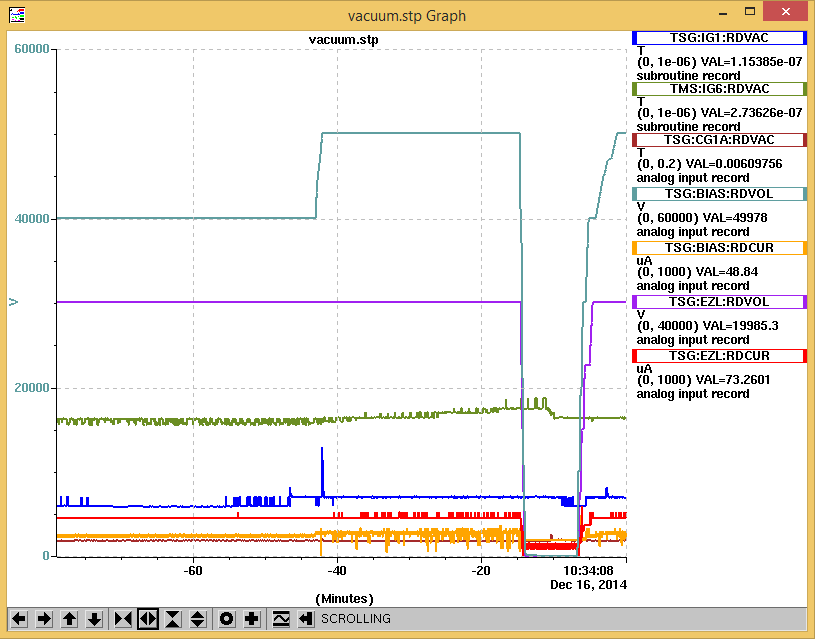 vacuum.stp Graph
vacuum.stp
60000
40000
V
20000
0
-60
-40
-20
10:34:08
Dec 16, 2014
(Minutes)
TSG:IG1:RDVAC
T
(0, 1e-06) VAL=1.15385e-07
subroutine record
TMS:IG6:RDVAC
T
(0, 1e-06) VAL=2.73626e-07
subroutine record
TSG:CG1A:RDVAC
T
(0, 0.2) VAL=0.00609756
analog input record
TSG:BIAS:RDVOL
V
(0, 60000) VAL=49978
analog input record
TSG:BIAS:RDCUR
uA
(0, 1000) VAL=48.84
analog input record
TSG:EZL:RDVOL
V
(0, 40000) VAL=19985.3
analog input record
TSG:EZL:RDCUR
uA
(0, 1000) VAL=73.2601
analog input record
SCROLLING